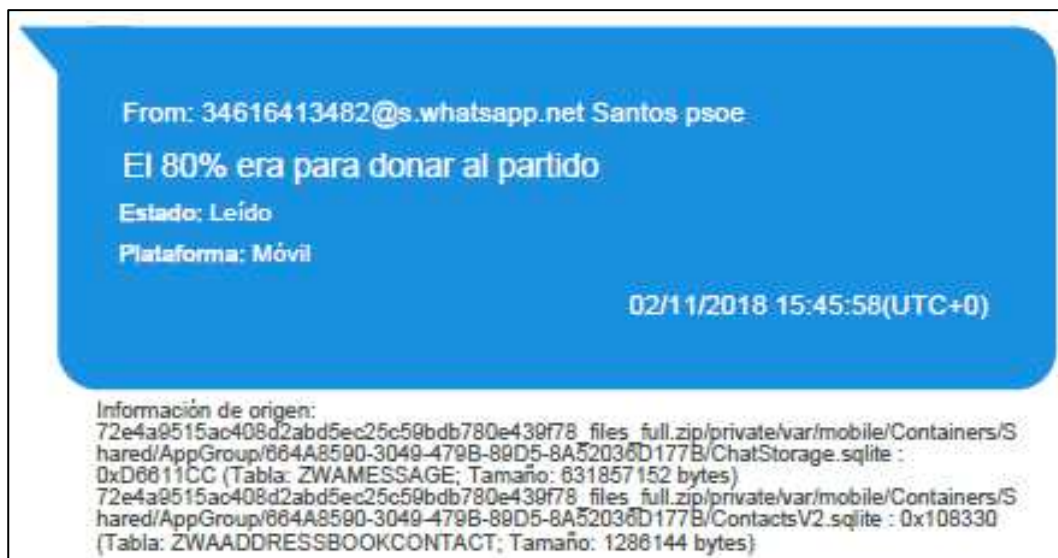 From: 34616413482@s.whatsapp.net Santos psoe
El 80% era para donar al partido
Estado: Leído
Plataforma: Móvil
02/11/2018 15:45:58(UTC+0)
Información de origen:
72e4a9515ac408d2abd5ec25c59bdb780e439f78_files_full.zip/private/var/mobile/Containers/S
hared/AppGroup/664A8590-3049-479B-89D5-8A52036D177B/ChatStorage.sqlite :
0xD6611CC (Tabla: ZWAMESSAGE; Tamaño: 631857152 bytes)
72e4a9515ac408d2abd5ec25c59bdb780e439f78_files_full.zip/private/var/mobile/Containers/S
hared/AppGroup/664A8590-3049-479B-89D5-8A52036D177B/ContactsV2.sqlite : 0x108330
(Tabla: ZWAADDRESSBOOKCONTACT; Tamaño: 1286144 bytes)